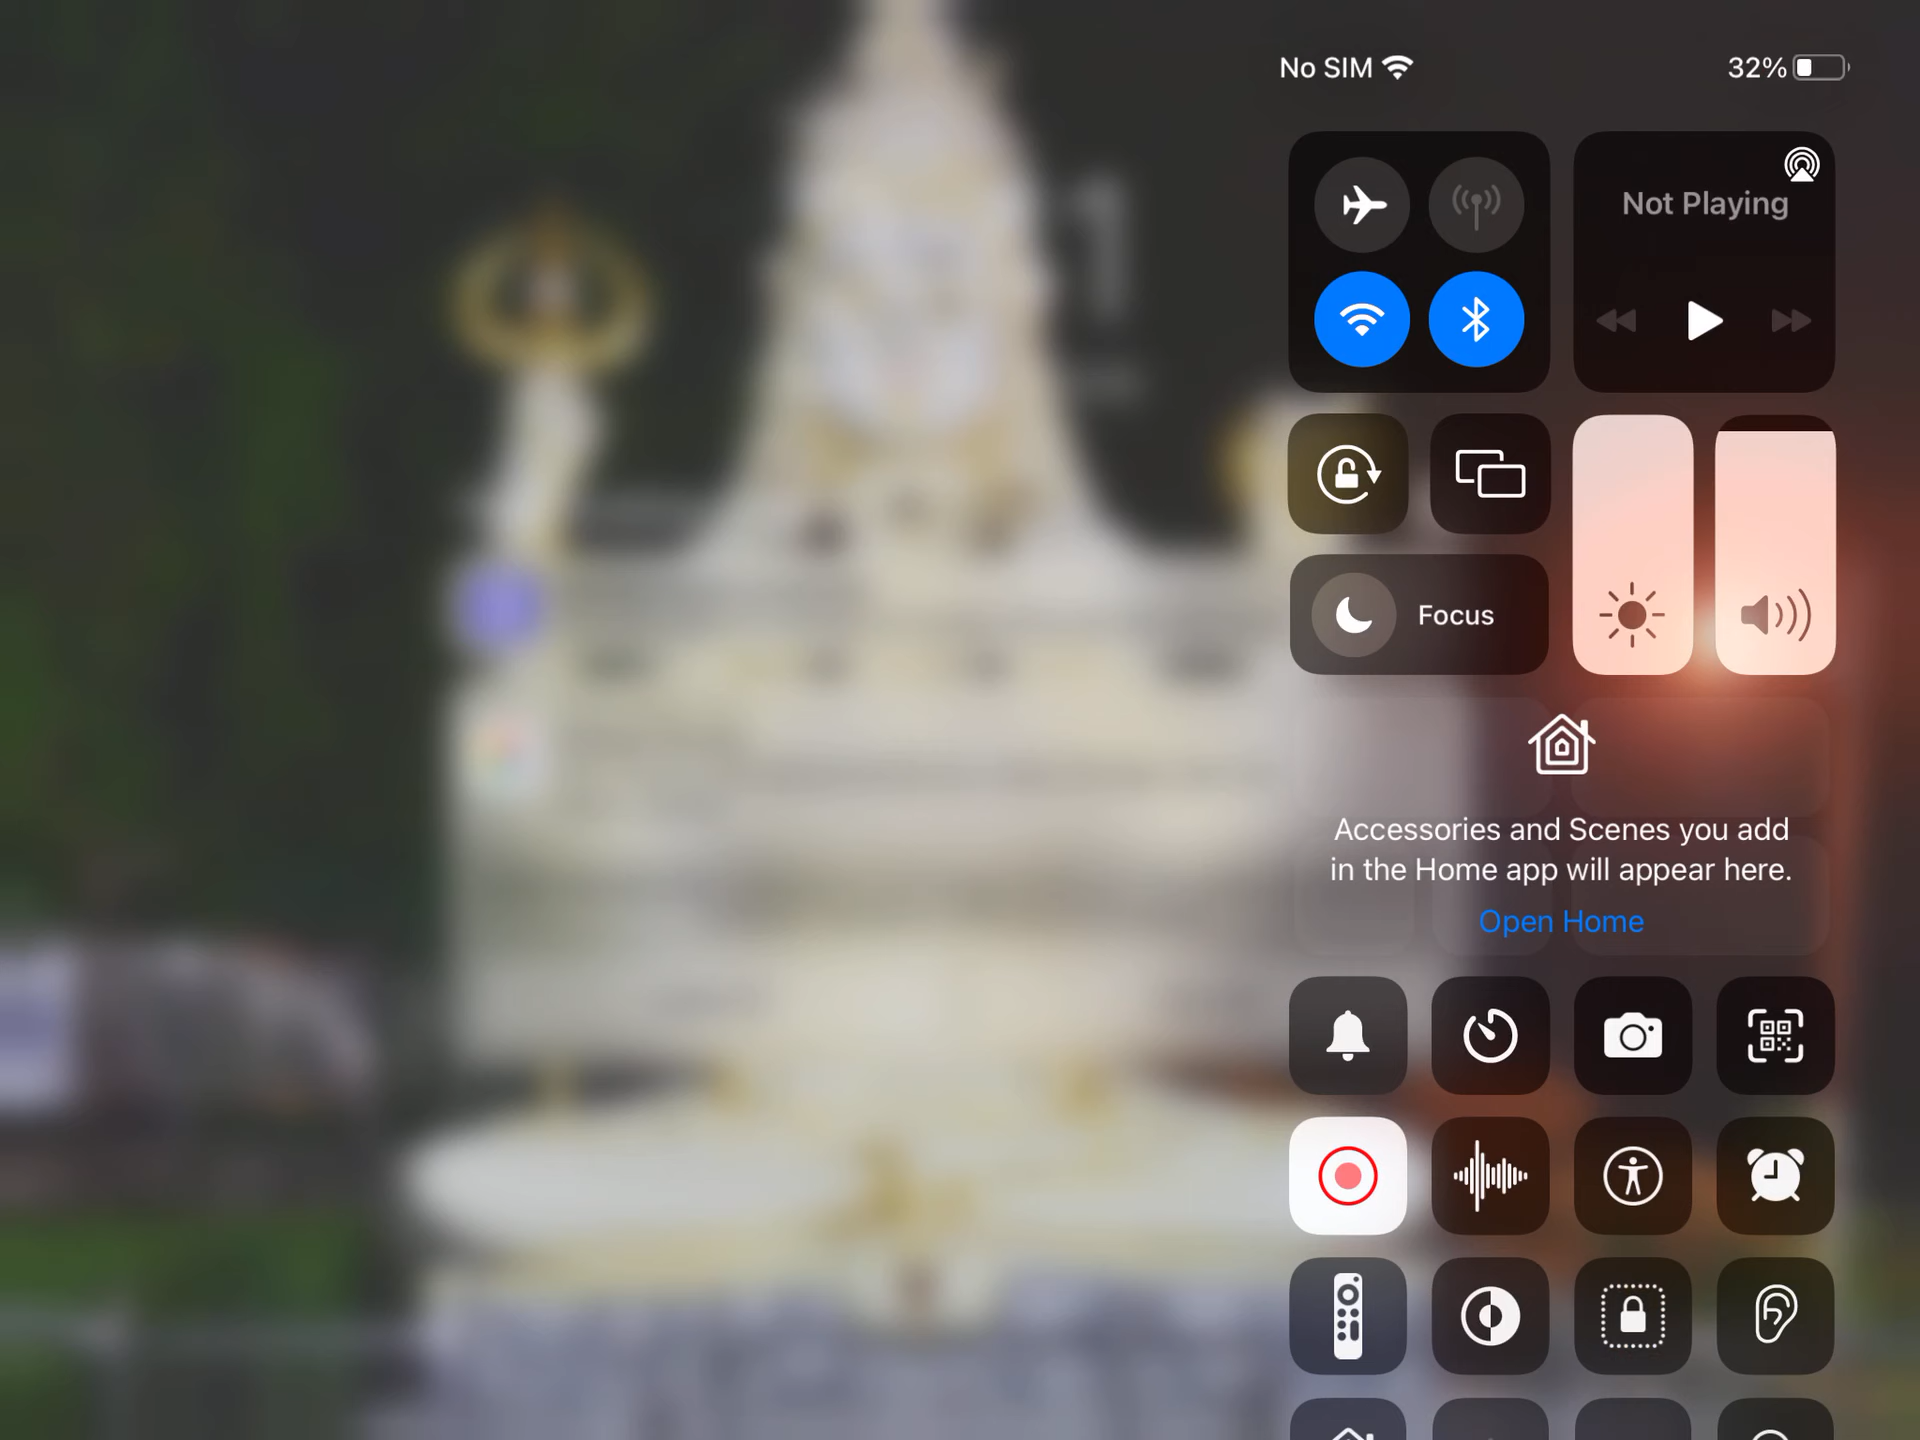 No SIM
32%
Not Playing
Focus
Accessories and Scenes you add
in the Home app will appear here.
Open Home